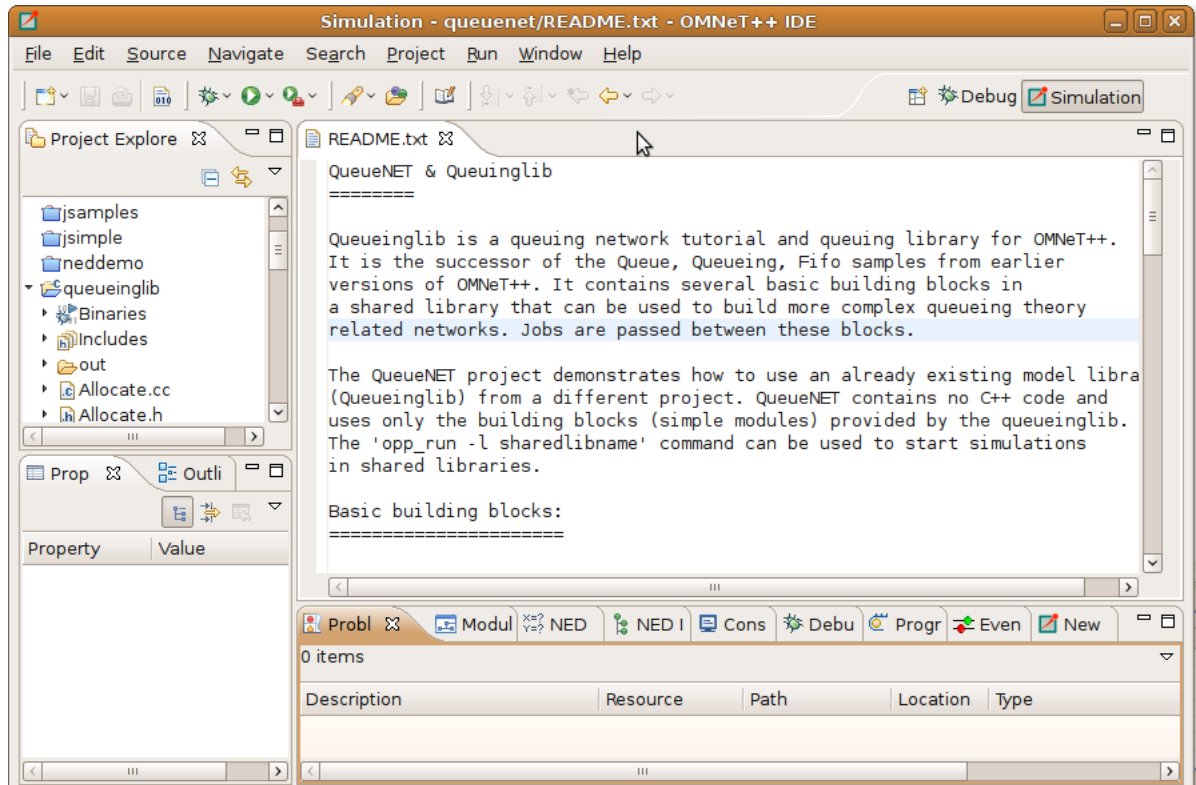 Simulation - queuenet/README.txt - OMNeT++ IDE
File Edit Source Navigate Search Project Run Window Help
010
Debug Simulation
Project Explore
jsamples
jsimple
neddemo
queueinglib
Binaries
Includes
out
Allocate.cc
Allocate.h
Prop Outli
Property Value
README.txt
QueueNET & Queuinglib
========
Queueinglib is a queuing network tutorial and queuing library for OMNeT++.
It is the successor of the Queue, Queueing, Fifo samples from earlier
versions of OMNeT++. It contains several basic building blocks in
a shared library that can be used to build more complex queueing theory
related networks. Jobs are passed between these blocks.
The QueueNET project demonstrates how to use an already existing model libra
(Queueinglib) from a different project. QueueNET contains no C++ code and
uses only the building blocks (simple modules) provided by the queueinglib.
The 'opp_run -l sharedlibname' command can be used to start simulations
in shared libraries.
Basic building blocks:
======================
Probl Modul NED NED I Cons Debu Progr Even New
0 items
Description Resource Path Location Type